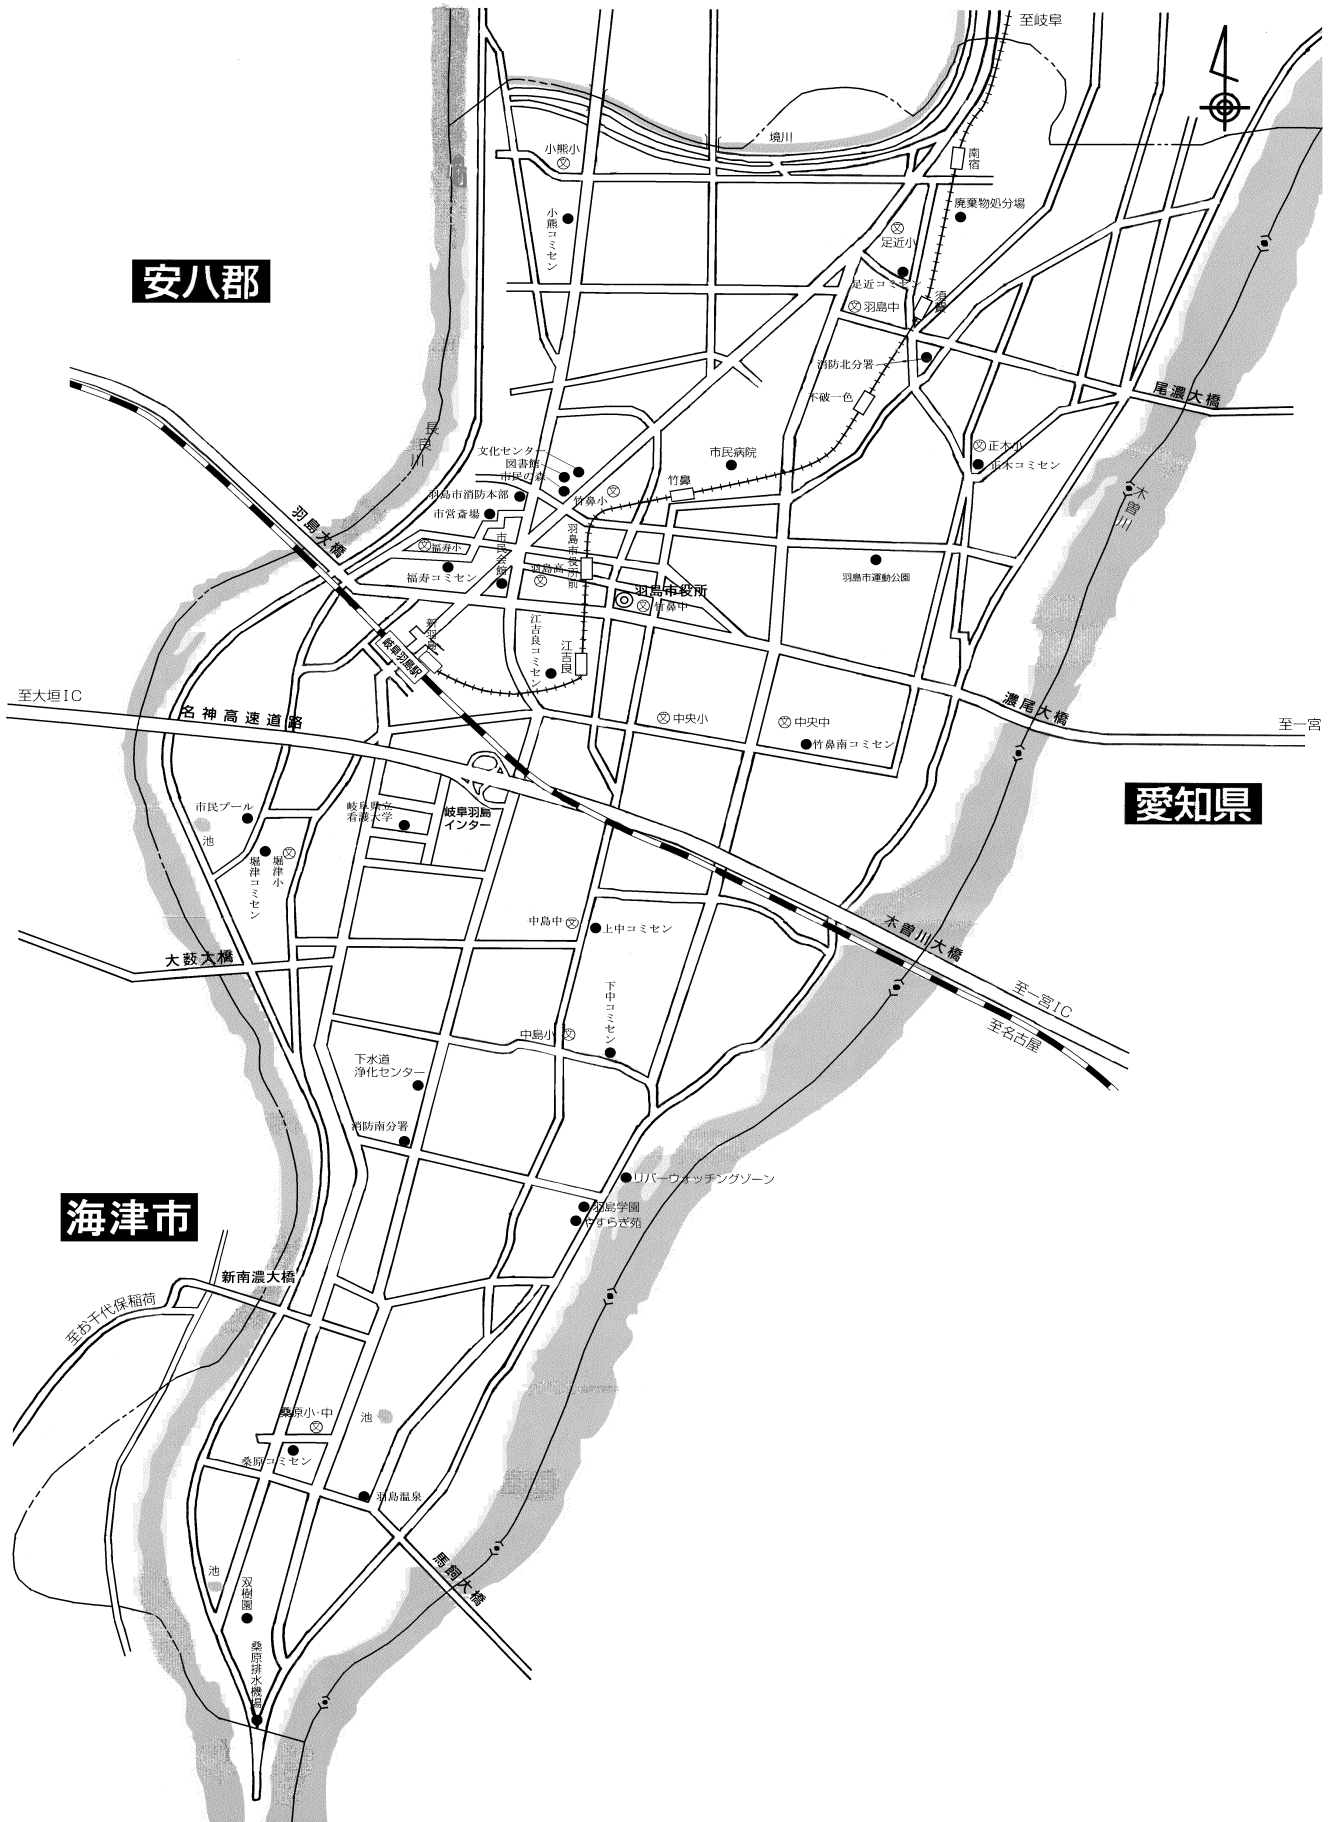 至岐阜
境川
小熊小
南宿
小熊コミセン
廃棄物処分場
足近小
安八郡
足近コミセン
須賀
羽島中
消防北分署
尾濃大橋
不破一色
長良川
正木小
正木コミセン
文化センター
図書館
市民の森
市民病院
竹鼻
竹鼻小
羽島市消防本部
市営斎場
木曽川
羽島大橋
福寿小
市民会館
羽島市役所前
福寿コミセン
羽島高
羽島市運動公園
羽島市役所
竹鼻中
江吉良コミセン
江吉良
新羽島
岐阜羽島駅
至大垣IC
名神高速道路
中央小
中央中
濃尾大橋
至一宮
竹鼻南コミセン
愛知県
市民プール
池
岐阜県立
看護大学
岐阜羽島
インター
堀津小
堀津コミセン
中島中
上中コミセン
木曽川大橋
大薮大橋
至一宮IC
至名古屋
下中コミセン
中島小
下水道
浄化センター
消防南分署
リバーウォッチングゾーン
海津市
羽島学園
やすらぎ苑
新南濃大橋
至お千代保稲荷
桑原小・中
池
桑原コミセン
羽島温泉
馬飼大橋
池
双樹園
桑原排水機場